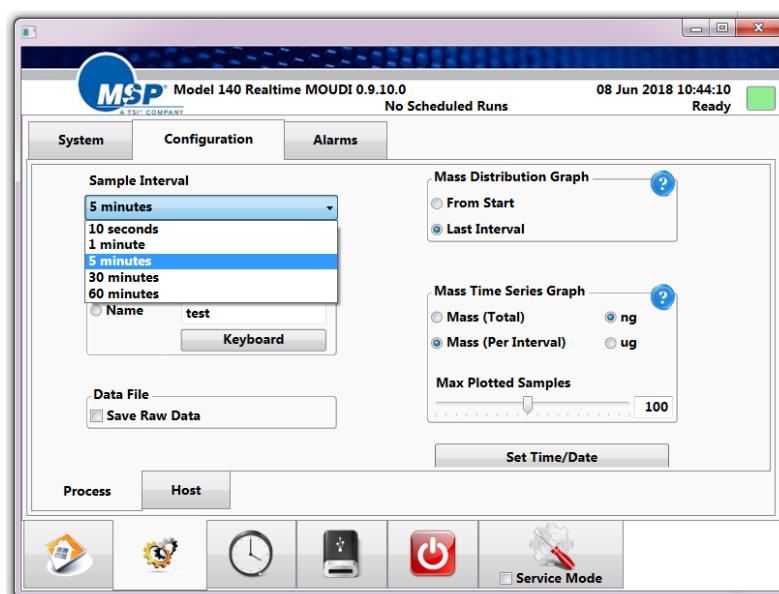 MSP
A TSI COMPANY
Model 140 Realtime MOUDI 0.9.10.0
08 Jun 2018 10:44:10
No Scheduled Runs
Ready
System
Configuration
Alarms
Sample Interval
5 minutes
10 seconds
1 minute
5 minutes
30 minutes
60 minutes
Name
test
Keyboard
Data File
Save Raw Data
Mass Distribution Graph
?
From Start
Last Interval
Mass Time Series Graph
?
Mass (Total)
ng
Mass (Per Interval)
ug
Max Plotted Samples
100
Set Time/Date
Process
Host
Service Mode